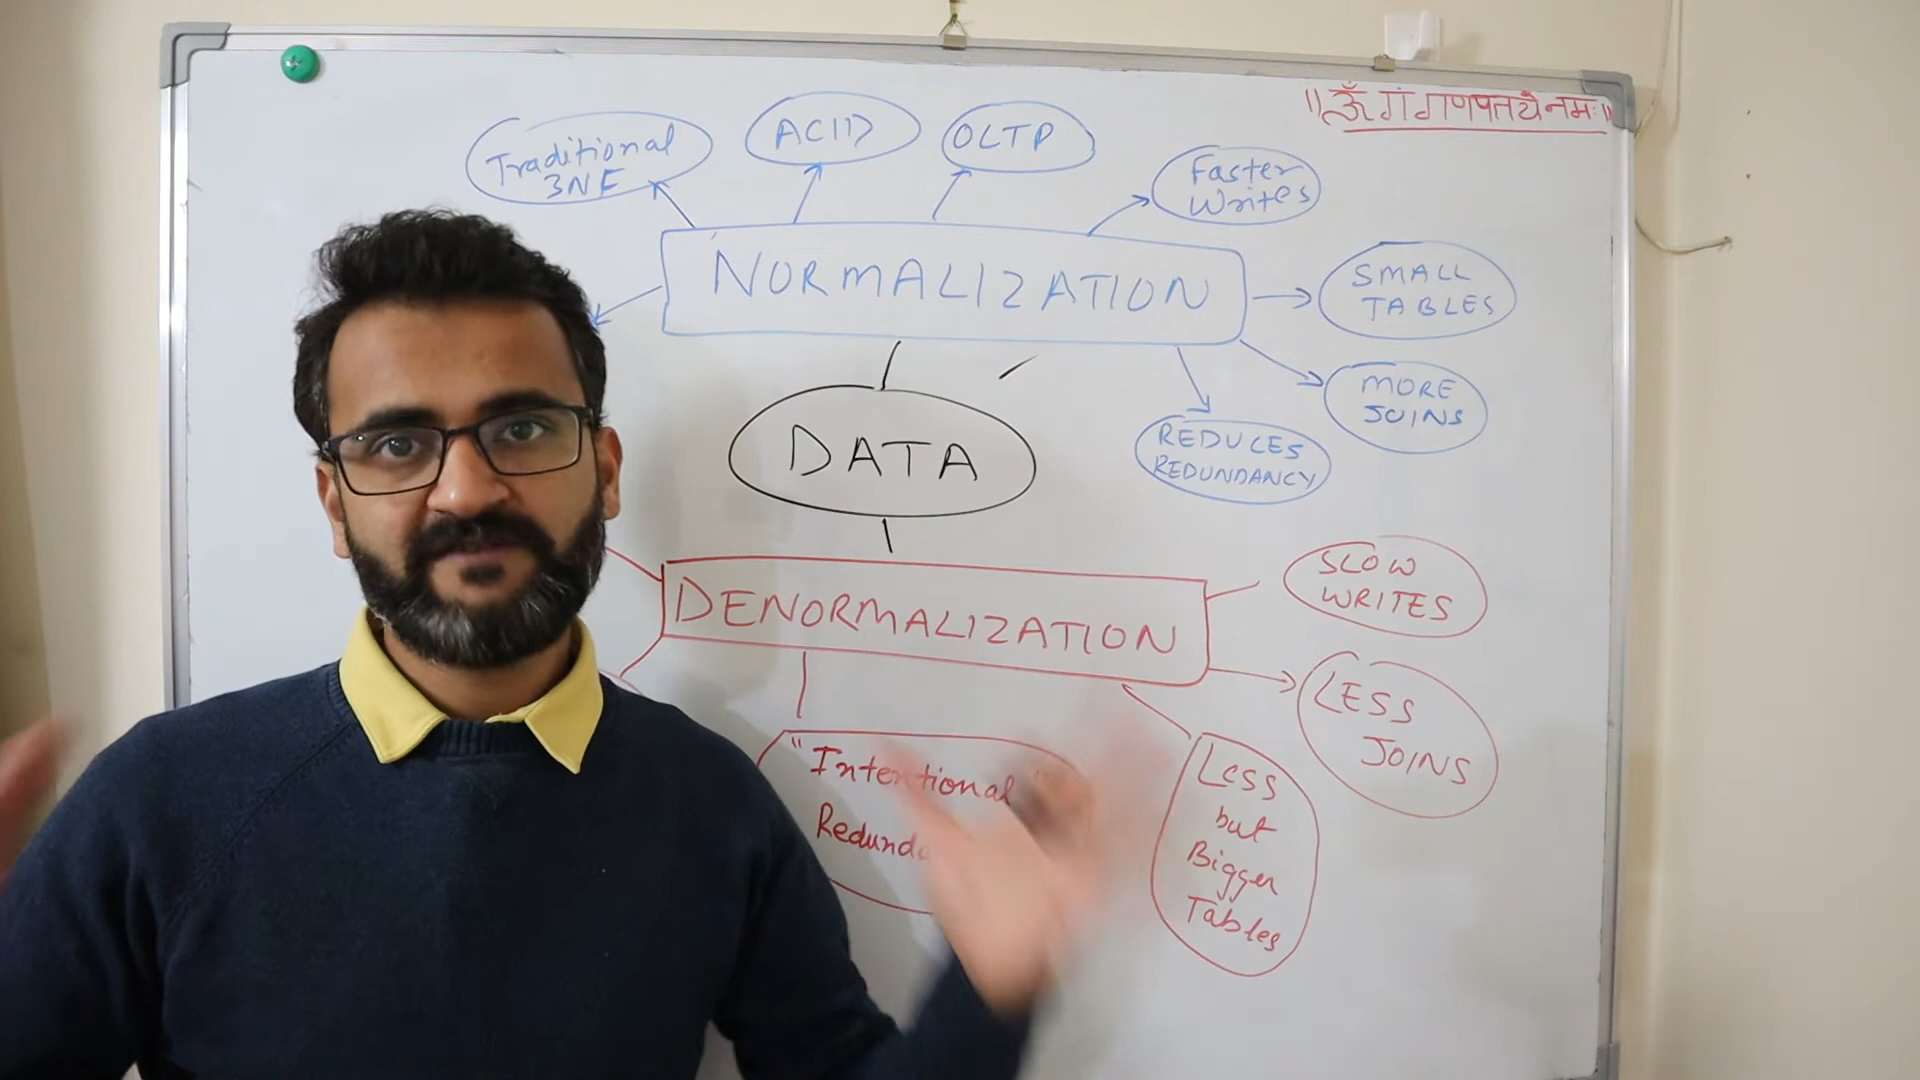 "ॐ गं गणपतये नमः"
Traditional
3NF
ACID
OLTP
Faster
Writes
NORMALIZATION
SMALL
TABLES
MORE
JOINS
REDUCES
REDUNDANCY
DATA
DENORMALIZATION
SLOW
WRITES
LESS
JOINS
"Intentional"
Less
but
Bigger
Tables